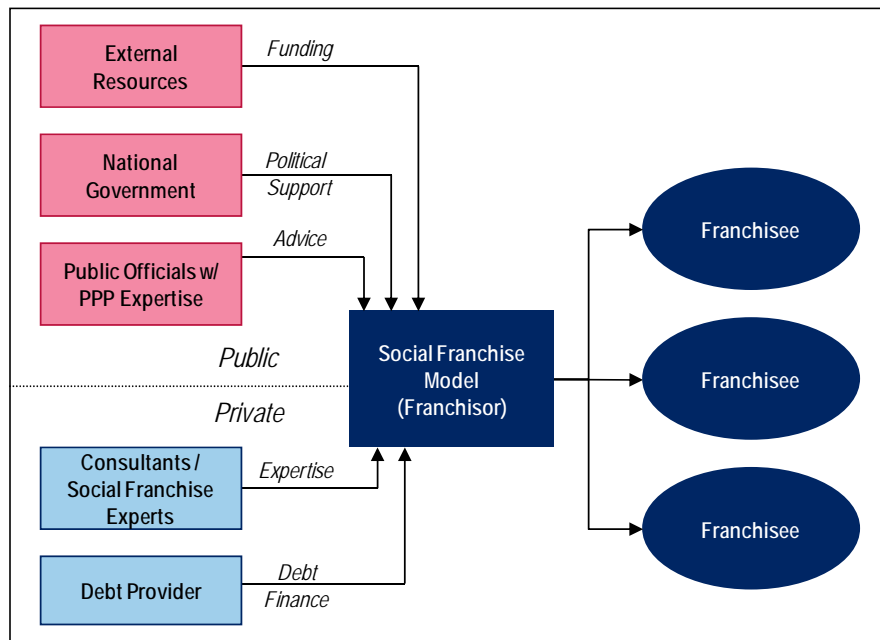 External
Resources
Funding
National
Government
Political
Support
Public Officials w/
PPP Expertise
Advice
Public
Private
Social Franchise
Model
(Franchisor)
Franchisee
Franchisee
Franchisee
Consultants /
Social Franchise
Experts
Expertise
Debt Provider
Debt
Finance